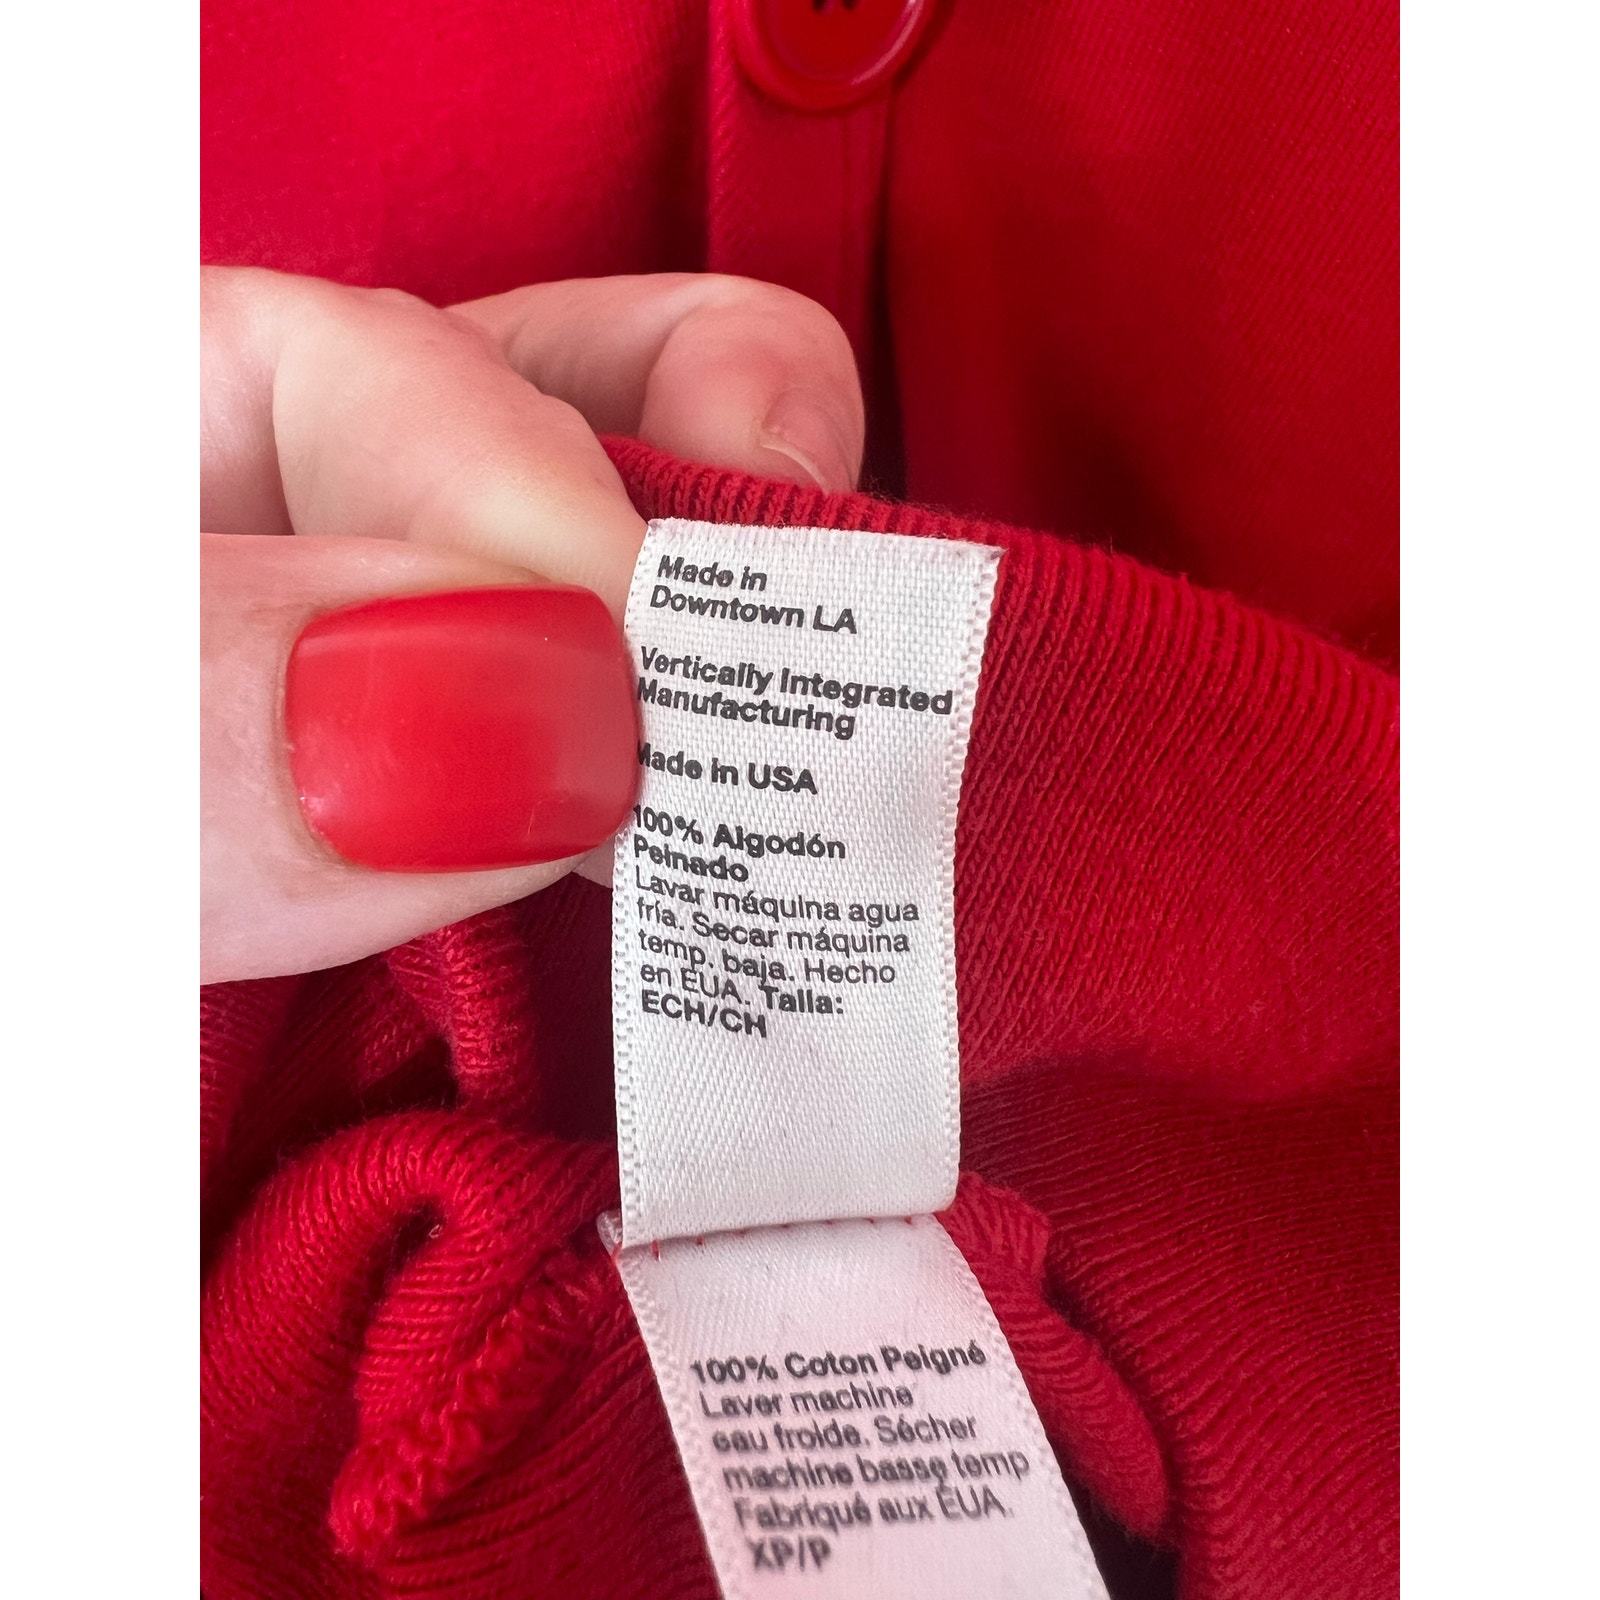 Made in
Downtown LA
Vertically Integrated
Manufacturing
Made in USA
100% Algodón
Peinado
Lavar máquina agua
fría. Secar máquina
temp. baja. Hecho
en EUA. Talla:
ECH/CH
100% Coton Peigné
Laver machine
eau froide. Sécher
machine basse temp
Fabriqué aux ÉUA.
XP/P